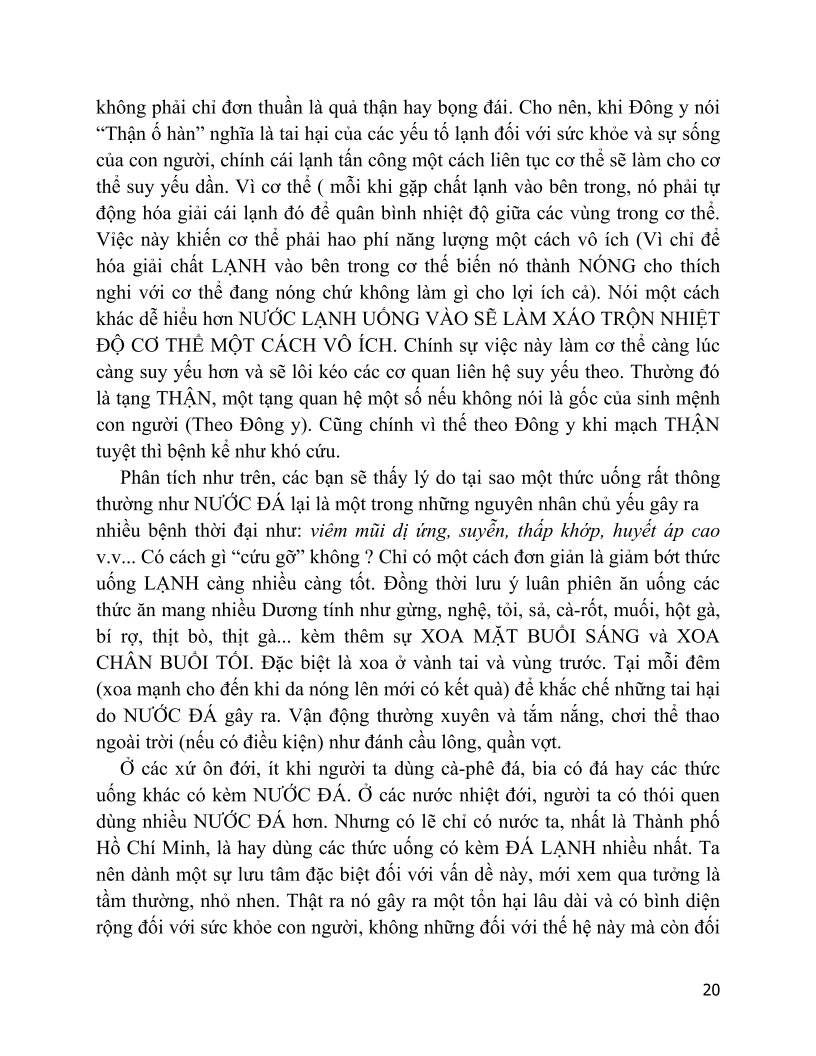 không phải chỉ đơn thuần là quả thận hay bọng đái. Cho nên, khi Đông y nói
“Thận ố hàn” nghĩa là tai hại của các yếu tố lạnh đối với sức khỏe và sự sống
của con người, chính cái lạnh tấn công một cách liên tục cơ thể sẽ làm cho cơ
thể suy yếu dần. Vì cơ thể ( mỗi khi gặp chất lạnh vào bên trong, nó phải tự
động hóa giải cái lạnh đó để quân bình nhiệt độ giữa các vùng trong cơ thể.
Việc này khiến cơ thể phải hao phí năng lượng một cách vô ích (Vì chỉ để
hóa giải chất LẠNH vào bên trong cơ thế biến nó thành NÓNG cho thích
nghi với cơ thể đang nóng chứ không làm gì cho lợi ích cả). Nói một cách
khác dễ hiểu hơn NƯỚC LẠNH UỐNG VÀO SẼ LÀM XÁO TRỘN NHIỆT
ĐỘ CƠ THỂ MỘT CÁCH VÔ ÍCH. Chính sự việc này làm cơ thể càng lúc
càng suy yếu hơn và sẽ lôi kéo các cơ quan liên hệ suy yếu theo. Thường đó
là tạng THẬN, một tạng quan hệ một số nếu không nói là gốc của sinh mệnh
con người (Theo Đông y). Cũng chính vì thế theo Đông y khi mạch THẬN
tuyệt thì bệnh kể như khó cứu.
Phân tích như trên, các bạn sẽ thấy lý do tại sao một thức uống rất thông
thường như NƯỚC ĐÁ lại là một trong những nguyên nhân chủ yếu gây ra
nhiều bệnh thời đại như: viêm mũi dị ứng, suyễn, thấp khớp, huyết áp cao
v.v... Có cách gì “cứu gỡ” không ? Chỉ có một cách đơn giản là giảm bớt thức
uống LẠNH càng nhiều càng tốt. Đồng thời lưu ý luân phiên ăn uống các
thức ăn mang nhiều Dương tính như gừng, nghệ, tỏi, sả, cà-rốt, muối, hột gà,
bí rợ, thịt bò, thịt gà... kèm thêm sự XOA MẶT BUỔI SÁNG và XOA
CHÂN BUỔI TỐI. Đặc biệt là xoa ở vành tai và vùng trước. Tại mỗi đêm
(xoa mạnh cho đến khi da nóng lên mới có kết quả) để khắc chế những tai hại
do NƯỚC ĐÁ gây ra. Vận động thường xuyên và tắm nắng, chơi thể thao
ngoài trời (nếu có điều kiện) như đánh cầu lông, quần vợt.
Ở các xứ ôn đới, ít khi người ta dùng cà-phê đá, bia có đá hay các thức
uống khác có kèm NƯỚC ĐÁ. Ở các nước nhiệt đới, người ta có thói quen
dùng nhiều NƯỚC ĐÁ hơn. Nhưng có lẽ chỉ có nước ta, nhất là Thành phố
Hồ Chí Minh, là hay dùng các thức uống có kèm ĐÁ LẠNH nhiều nhất. Ta
nên dành một sự lưu tâm đặc biệt đối với vấn dề này, mới xem qua tưởng là
tầm thường, nhỏ nhen. Thật ra nó gây ra một tổn hại lâu dài và có bình diện
rộng đối với sức khỏe con người, không những đối với thế hệ này mà còn đối
20